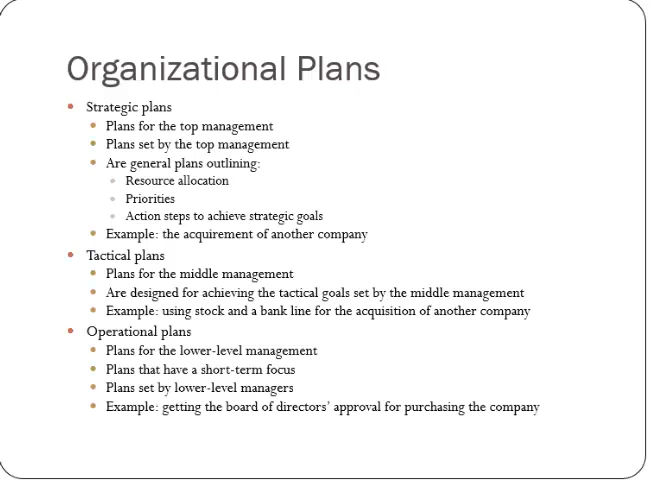 Organizational Plans
Strategic plans
Plans for the top management
Plans set by the top management
Are general plans outlining:
Resource allocation
Priorities
Action steps to achieve strategic goals
Example: the acquirement of another company
Tactical plans
Plans for the middle management
Are designed for achieving the tactical goals set by the middle management
Example: using stock and a bank line for the acquisition of another company
Operational plans
Plans for the lower-level management
Plans that have a short-term focus
Plans set by lower-level managers
Example: getting the board of directors’ approval for purchasing the company